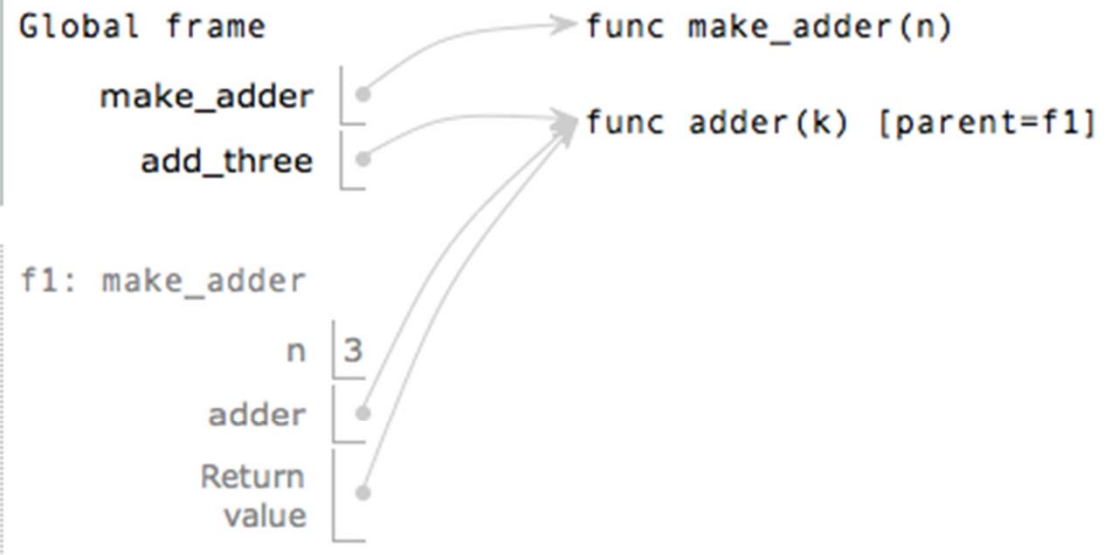 Global frame
func make_adder(n)
make_adder
func adder(k) [parent=f1]
add_three
f1: make_adder
n 3
adder
Return
value